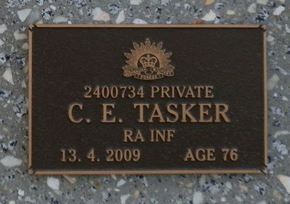 2400734 PRIVATE
C. E. TASKER
RA INF
13. 4. 2009 AGE 76